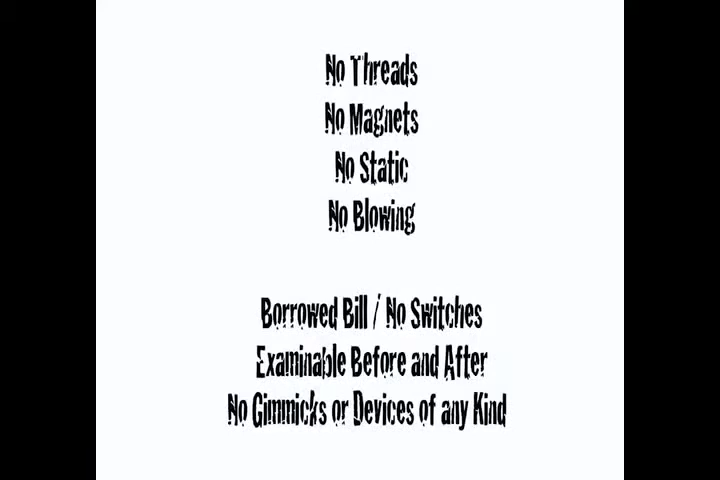 No Threads
No Magnets
No Static
No Blowing
Borrowed Bill / No Switches
Examinable Before and After
No Gimmicks or Devices of any Kind